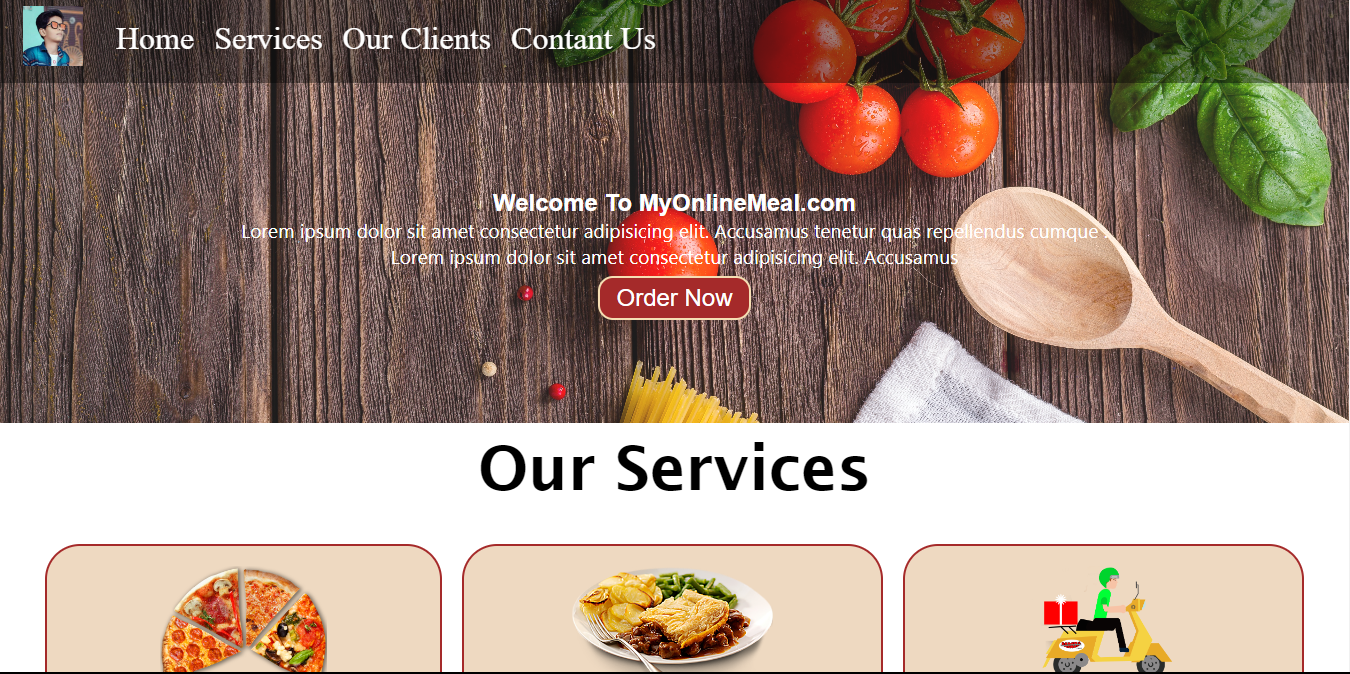 Home Services Our Clients Contant Us
Welcome To MyOnlineMeal.com
Lorem ipsum dolor sit amet consectetur adipisicing elit. Accusamus tenetur quas repellendus cumque .
Lorem ipsum dolor sit amet consectetur adipisicing elit. Accusamus
Order Now
Our Services